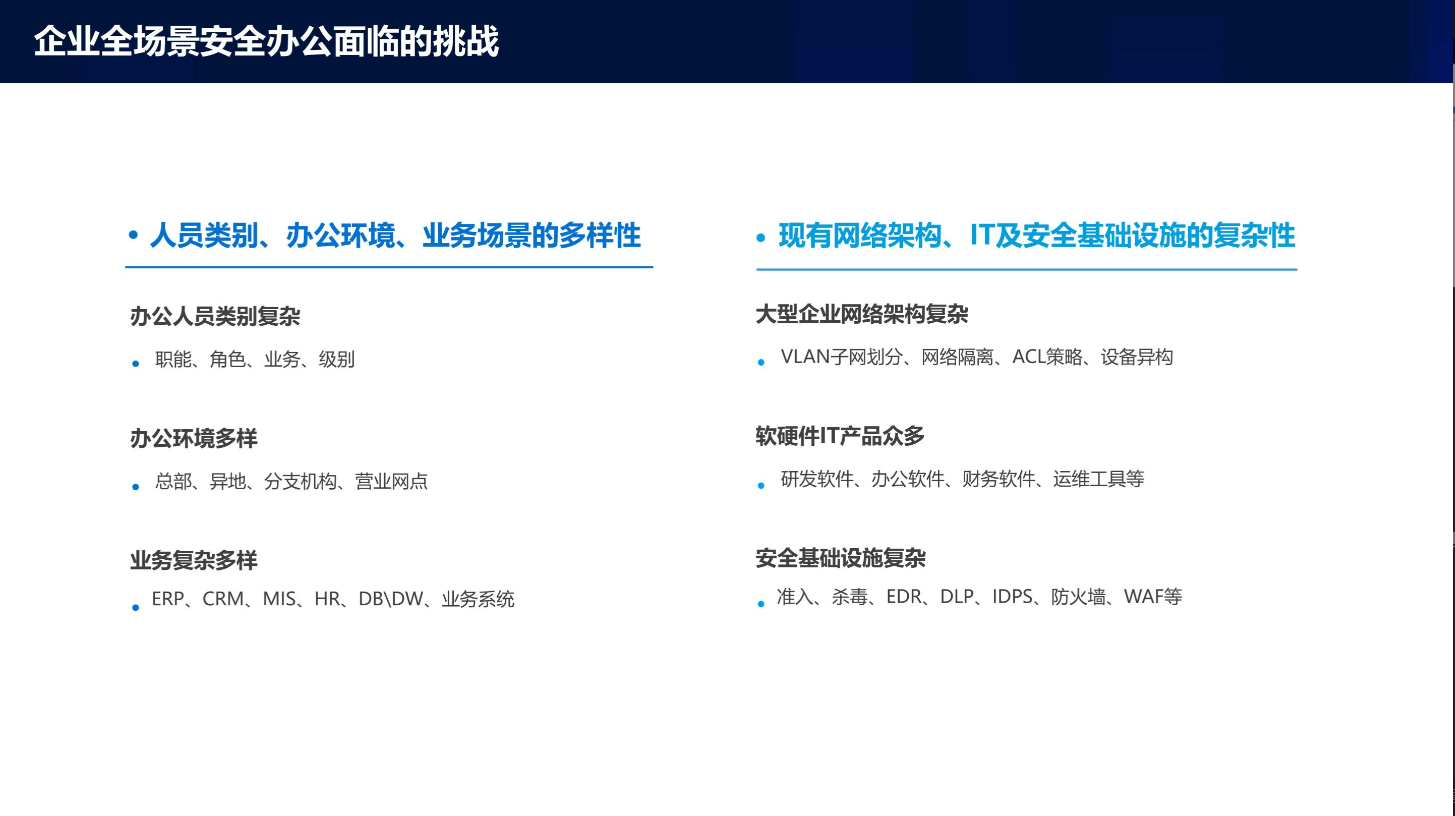 企业全场景安全办公面临的挑战
• 人员类别、办公环境、业务场景的多样性
办公人员类别复杂
• 职能、角色、业务、级别
办公环境多样
• 总部、异地、分支机构、营业网点
业务复杂多样
• ERP、CRM、MIS、HR、DB\DW、业务系统
• 现有网络架构、IT及安全基础设施的复杂性
大型企业网络架构复杂
• VLAN子网划分、网络隔离、ACL策略、设备异构
软硬件IT产品众多
• 研发软件、办公软件、财务软件、运维工具等
安全基础设施复杂
• 准入、杀毒、EDR、DLP、IDPS、防火墙、WAF等